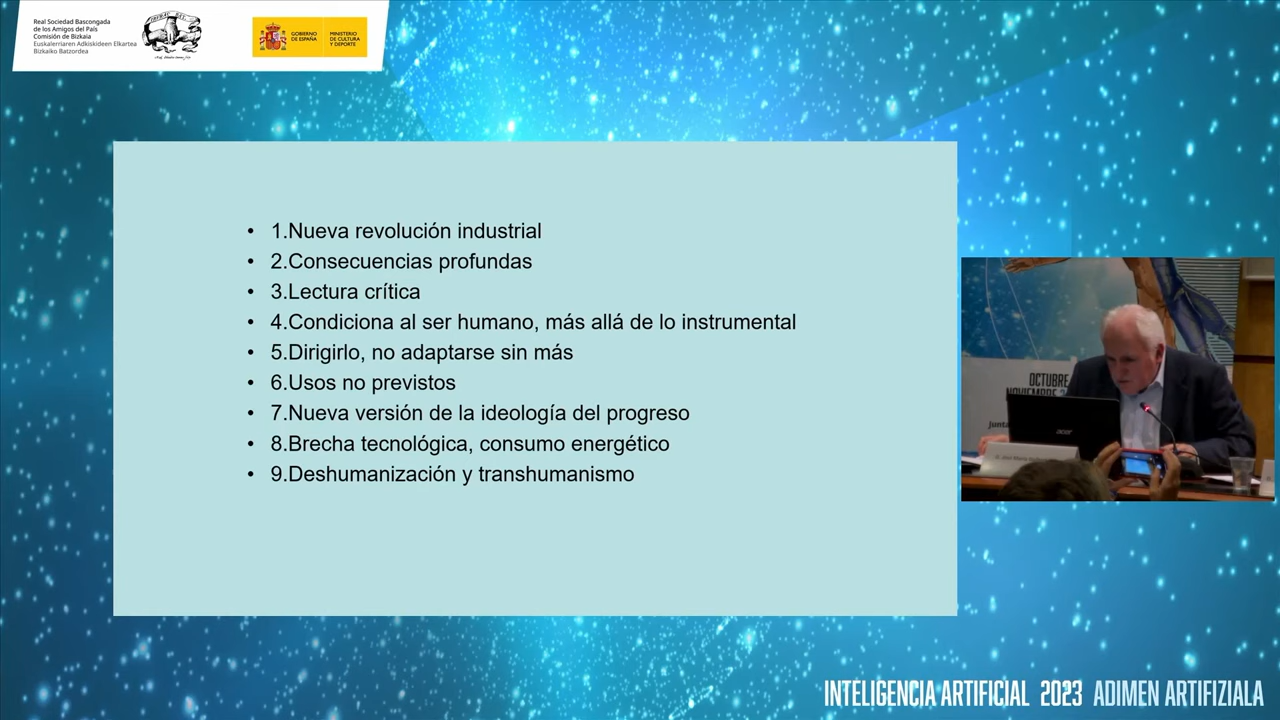 Real Sociedad Bascongada
de los Amigos del País
Comisión de Bizkaia
Euskalerriaren Adkiskideen Elkartea
Bizkaiko Batzordea
GOBIERNO
DE ESPAÑA
MINISTERIO
DE CULTURA
Y DEPORTE
• 1.Nueva revolución industrial
• 2.Consecuencias profundas
• 3.Lectura crítica
• 4.Condiciona al ser humano, más allá de lo instrumental
• 5.Dirigirlo, no adaptarse sin más
• 6.Usos no previstos
• 7.Nueva versión de la ideología del progreso
• 8.Brecha tecnológica, consumo energético
• 9.Deshumanización y transhumanismo
OCTUBRE
NOVIEMBRE
acer
INTELIGENCIA ARTIFICIAL 2023 ADIMEN ARTIFIZIALA